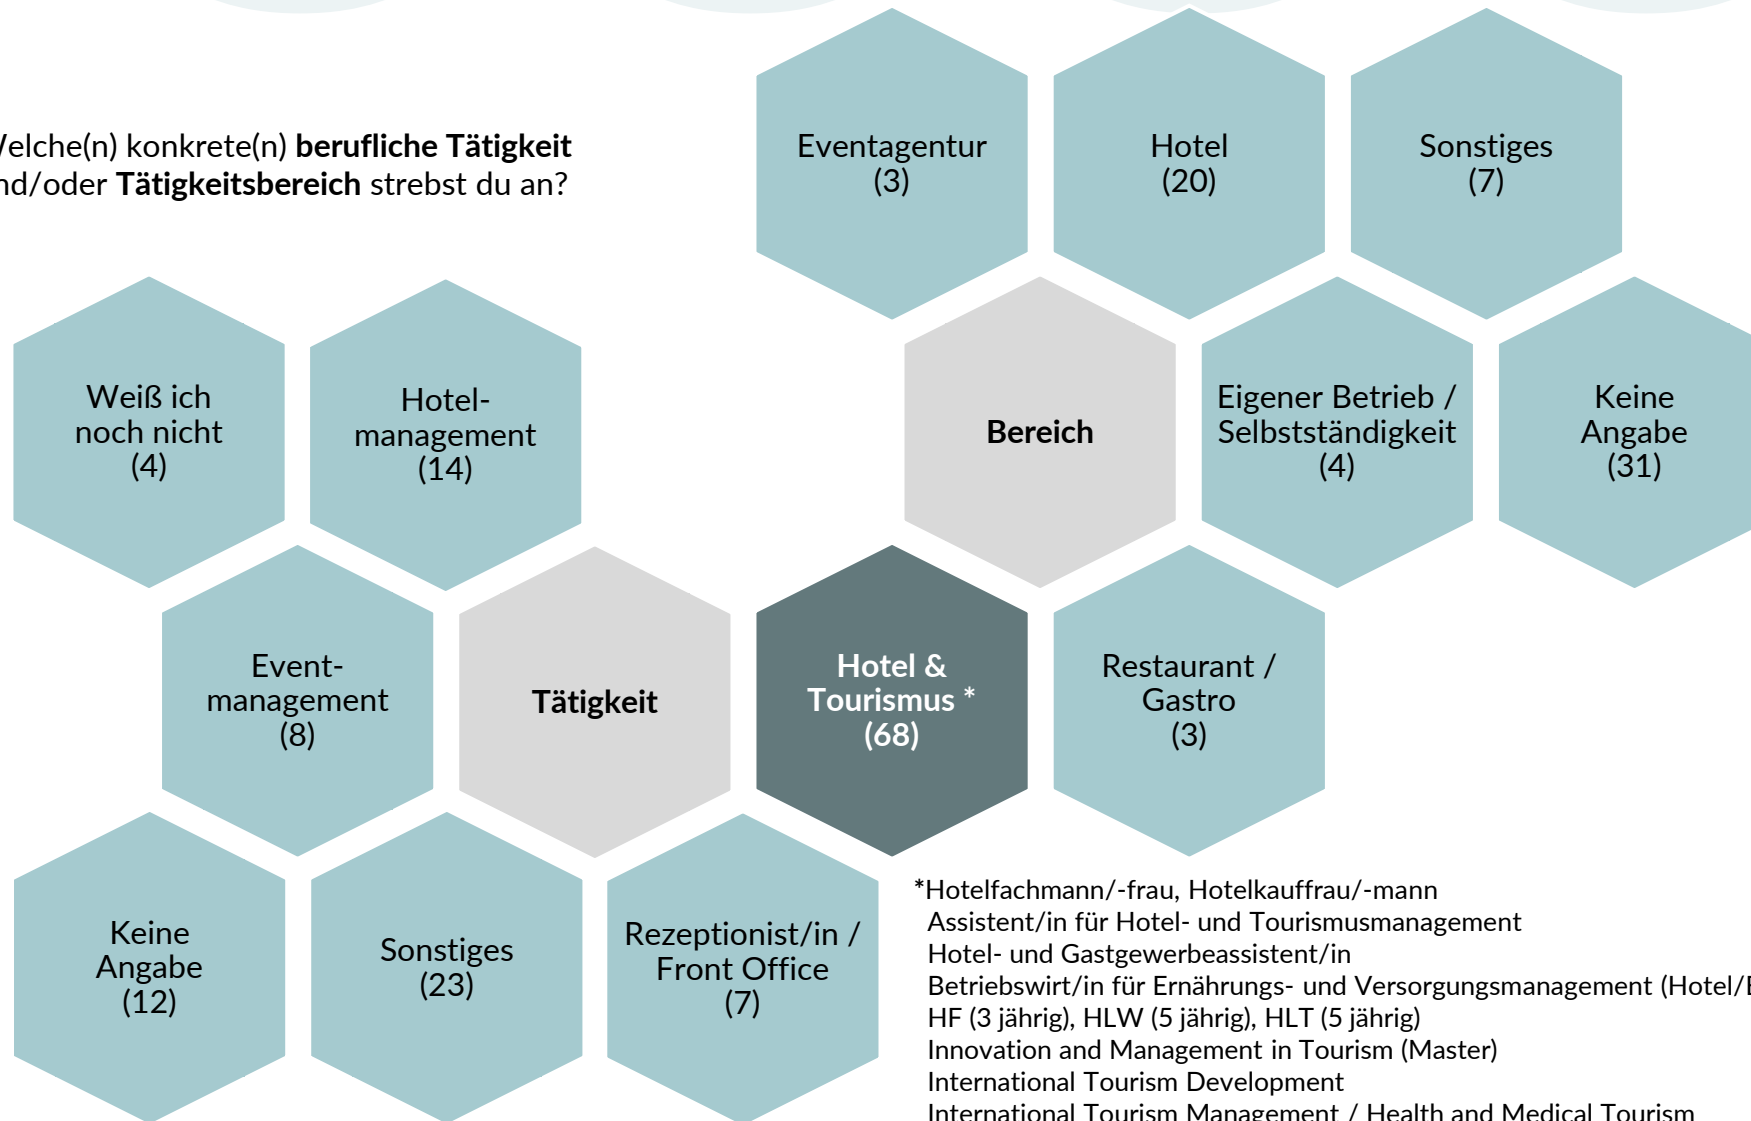 Welche(n) konkrete(n) berufliche Tätigkeit
und/oder Tätigkeitsbereich strebst du an?
Eventagentur
(3)
Hotel
(20)
Sonstiges
(7)
Weiß ich
noch nicht
(4)
Hotel-
management
(14)
Bereich
Eigener Betrieb /
Selbstständigkeit
(4)
Keine
Angabe
(31)
Event-
management
(8)
Tätigkeit
Hotel &
Tourismus *
(68)
Restaurant /
Gastro
(3)
Keine
Angabe
(12)
Sonstiges
(23)
Rezeptionist/in /
Front Office
(7)
*Hotelfachmann/-frau, Hotelkauffrau/-mann
Assistent/in für Hotel- und Tourismusmanagement
Hotel- und Gastgewerbeassistent/in
Betriebswirt/in für Ernährungs- und Versorgungsmanagement (Hotel/
HF (3 jährig), HLW (5 jährig), HLT (5 jährig)
Innovation and Management in Tourism (Master)
International Tourism Development
International Tourism Management / Health and Medical Tourism